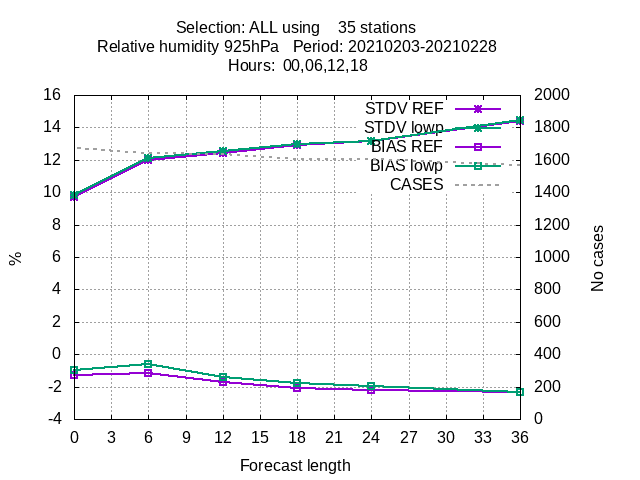 Selection: ALL using    35 stations
Relative humidity 925hPa   Period: 20210203-20210228
Hours: 00,06,12,18
16
14
12
10
8
6
4
2
0
-2
-4
%
STDV REF
STDV lowp
BIAS REF
BIAS lowp
CASES
2000
1800
1600
1400
1200
1000
800
600
400
200
0
No cases
0 3 6 9 12 15 18 21 24 27 30 33 36
Forecast length